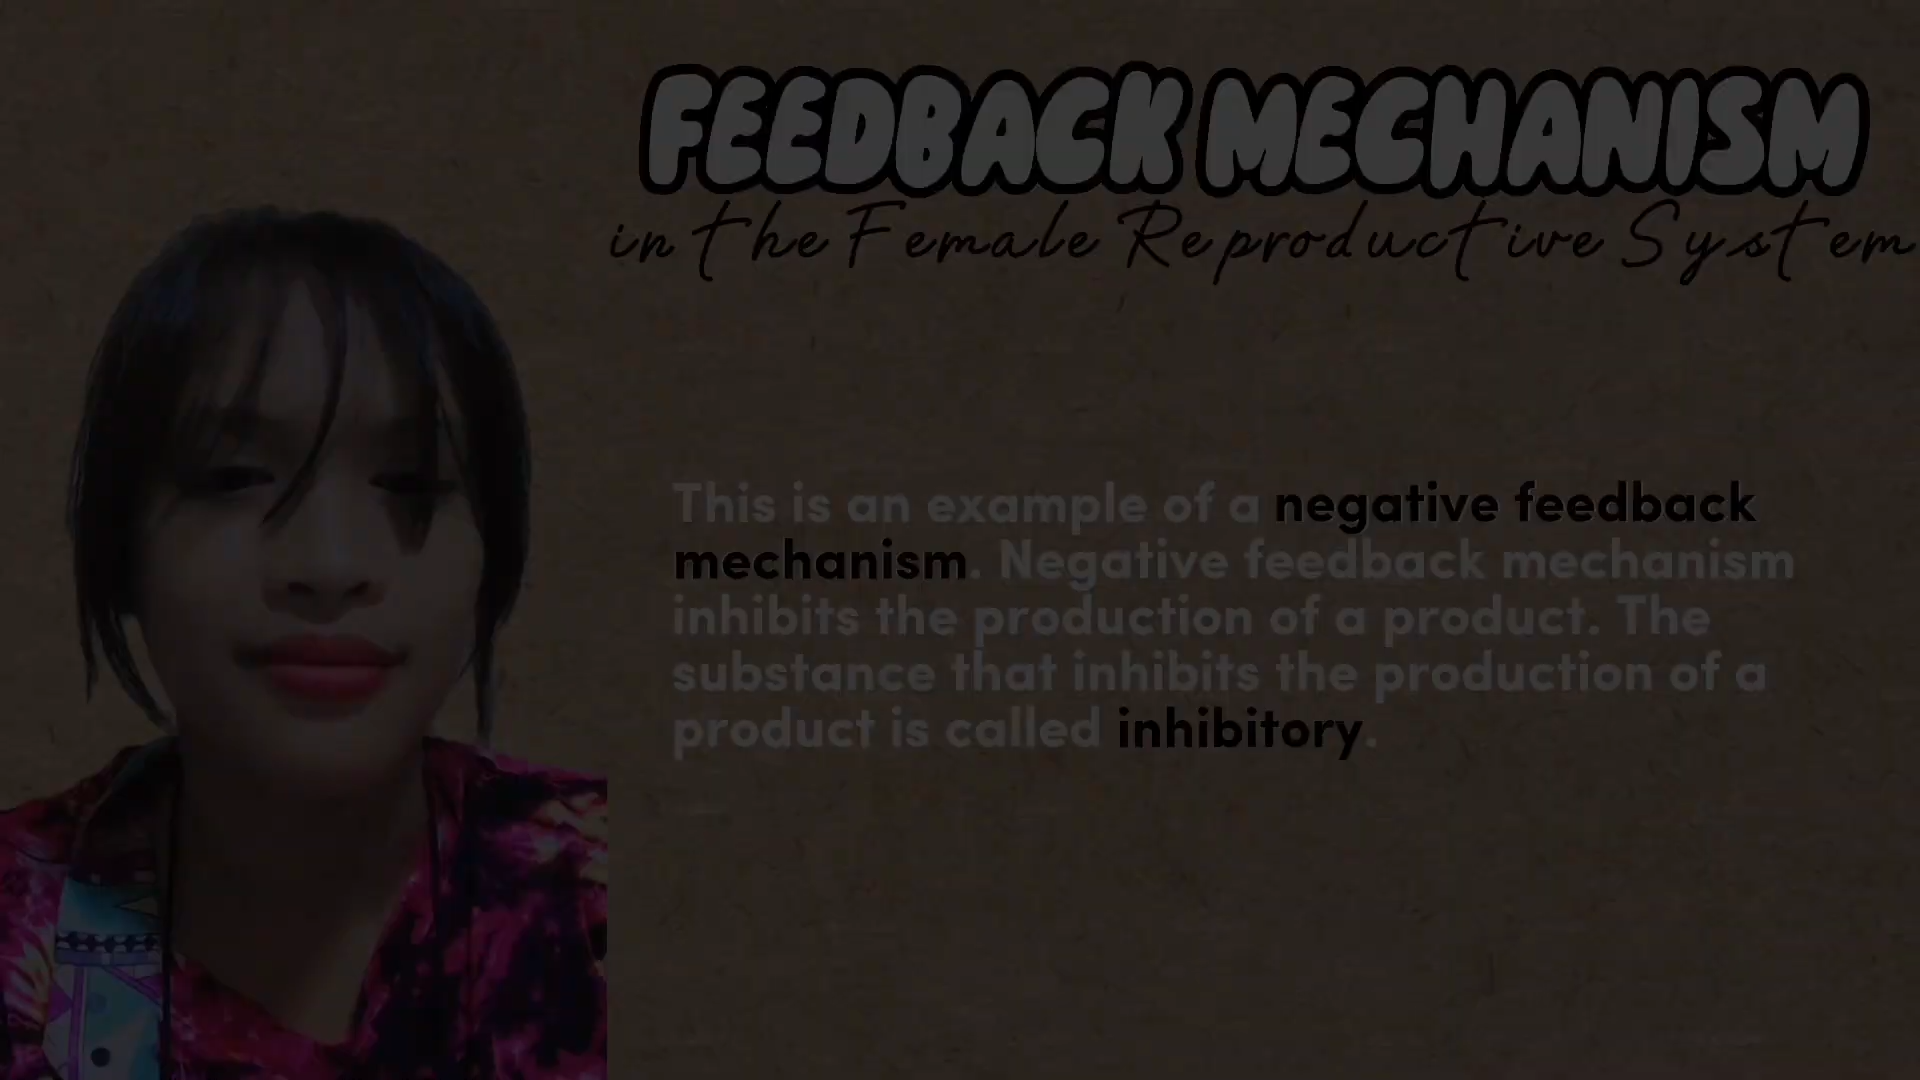 FEEDBACK MECHANISM
in the Female Reproductive System
This is an example of a negative feedback
mechanism. Negative feedback mechanism
inhibits the production of a product. The
substance that inhibits the production of a
product is called inhibitory.